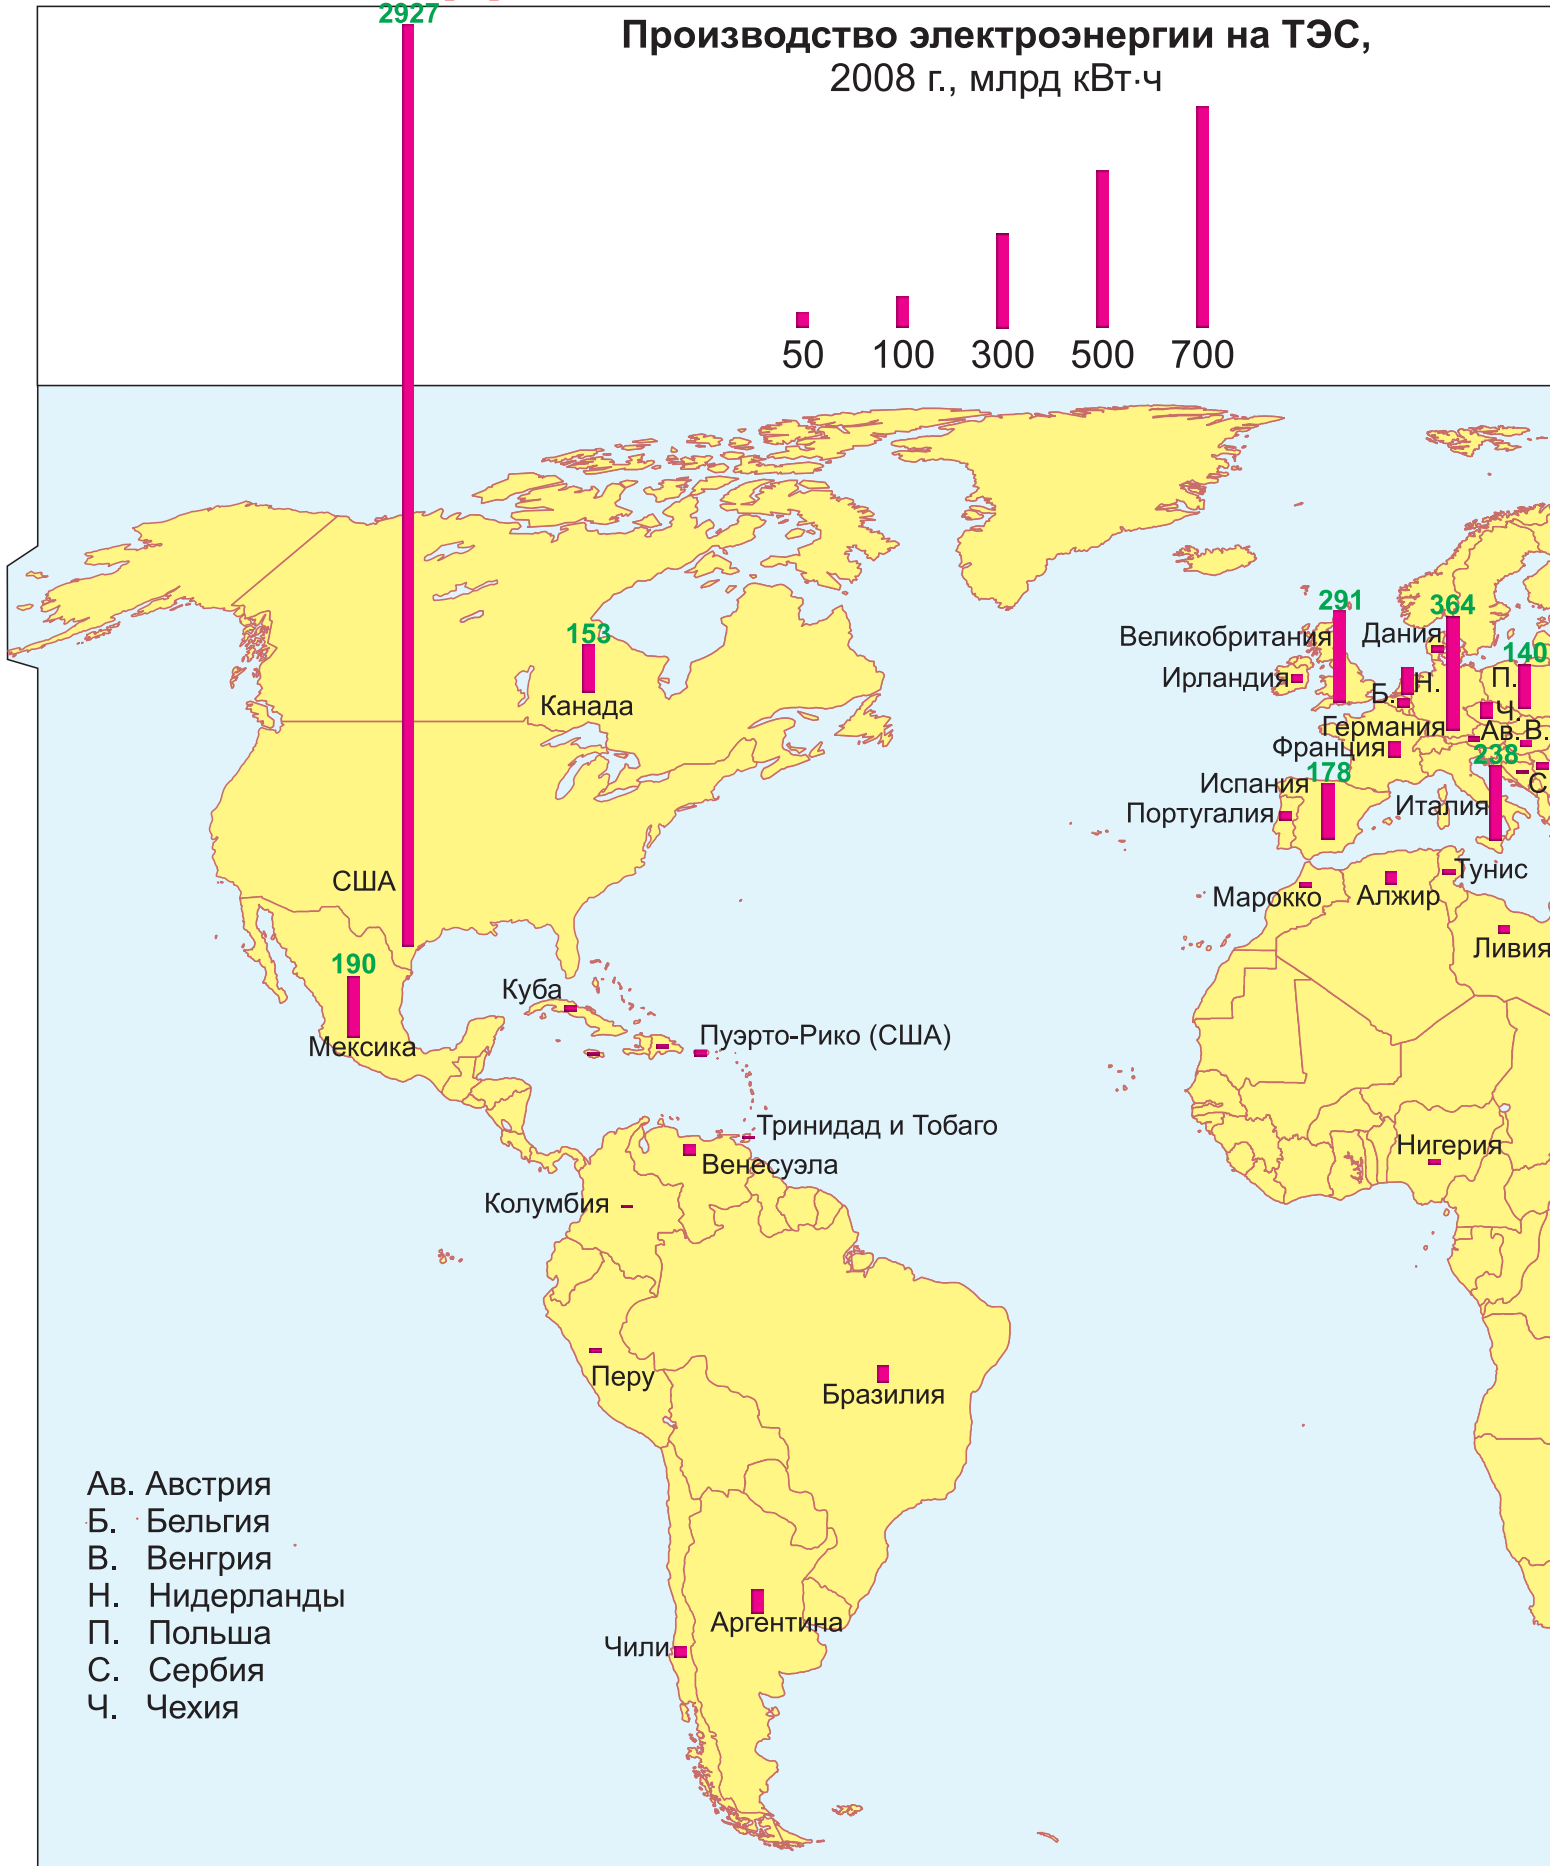 2927
Производство электроэнергии на ТЭС,
2008 г., млрд кВт·ч
50 100 300 500 700
291
364
Великобритания
Дания
153
140
Ирландия
Б.
Н.
П.
Канада
Ч.
Германия
Ав.
В.
Франция
238
Испания
178
С
Португалия
Италия
США
Тунис
Марокко
Алжир
190
Ливия
Куба
Мексика
Пуэрто-Рико (США)
Тринидад и Тобаго
Венесуэла
Нигерия
Колумбия
Перу
Бразилия
Ав. Австрия
Б. Бельгия
В. Венгрия
Н. Нидерланды
П. Польша
С. Сербия
Ч. Чехия
Аргентина
Чили